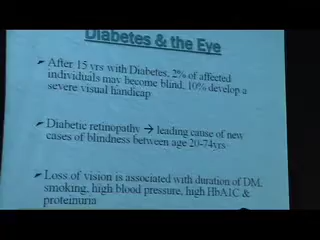 Diabetes & the Eye
After 15 yrs with Diabetes, 2% of affected
individuals may become blind, 10% develop a
severe visual handicap
Diabetic retinopathy → leading cause of new
cases of blindness between age 20-74yrs
Loss of vision is associated with duration of DM,
smoking, high blood pressure, high HbA1C &
proteinuria